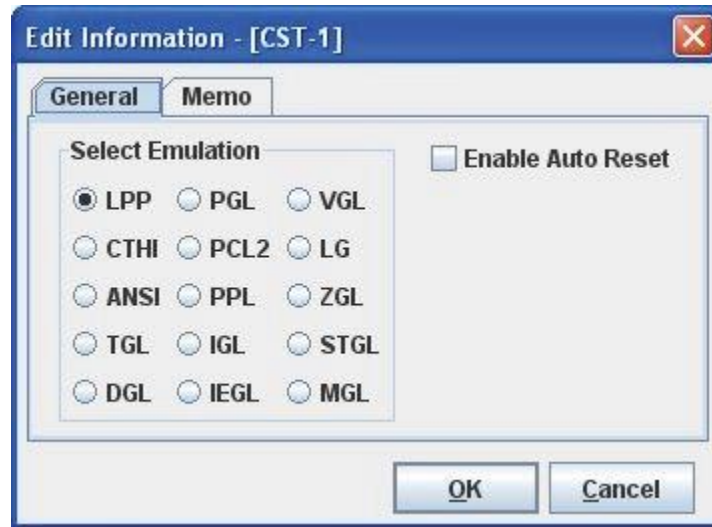 Edit Information - [CST-1]
General Memo
Select Emulation
Enable Auto Reset
LPP PGL VGL
CTHI PCL2 LG
ANSI PPL ZGL
TGL IGL STGL
DGL IEGL MGL
OK Cancel